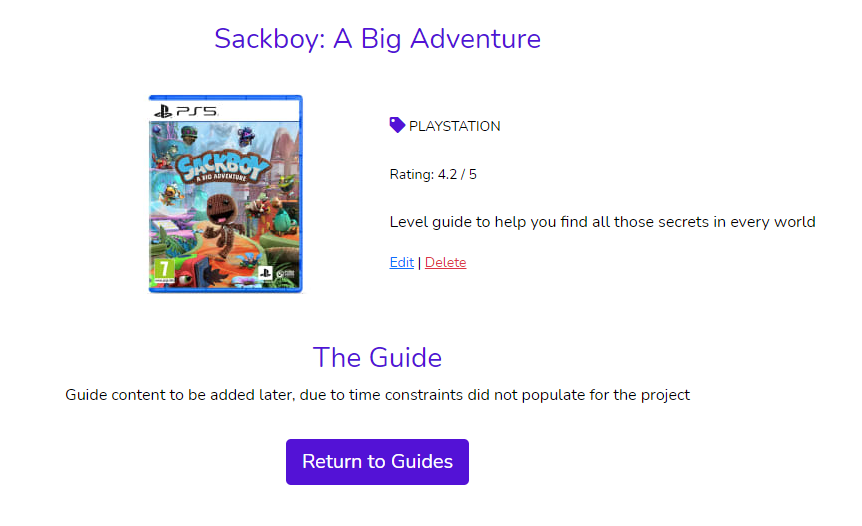 Sackboy: A Big Adventure
PS5
SACKBOY
A BIG ADVENTURE
7
PLAYSTATION
Rating: 4.2 / 5
Level guide to help you find all those secrets in every world
Edit | Delete
The Guide
Guide content to be added later, due to time constraints did not populate for the project
Return to Guides